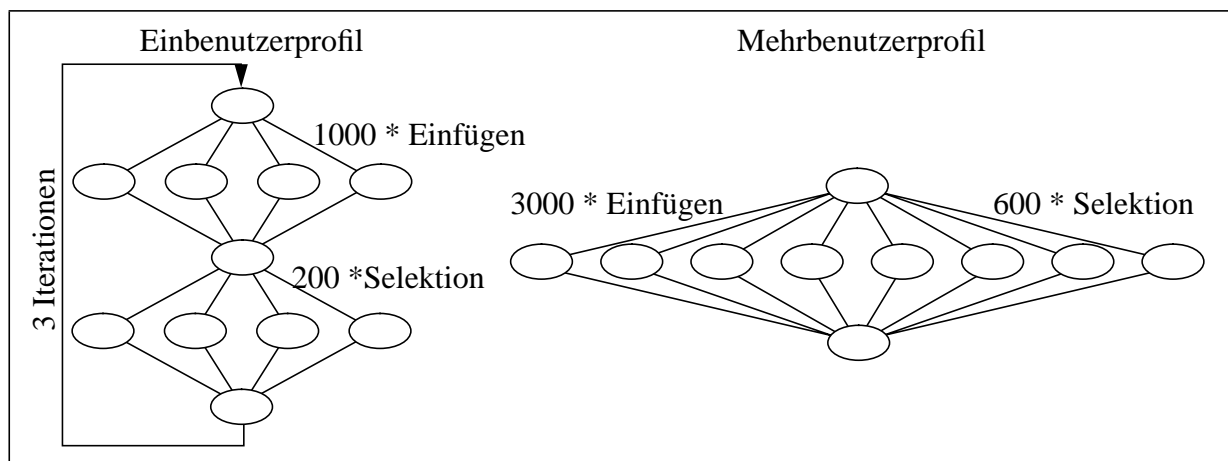 Einbenutzerprofil
1000 * Einfügen
200 *Selektion
3 Iterationen
Mehrbenutzerprofil
3000 * Einfügen
600 * Selektion